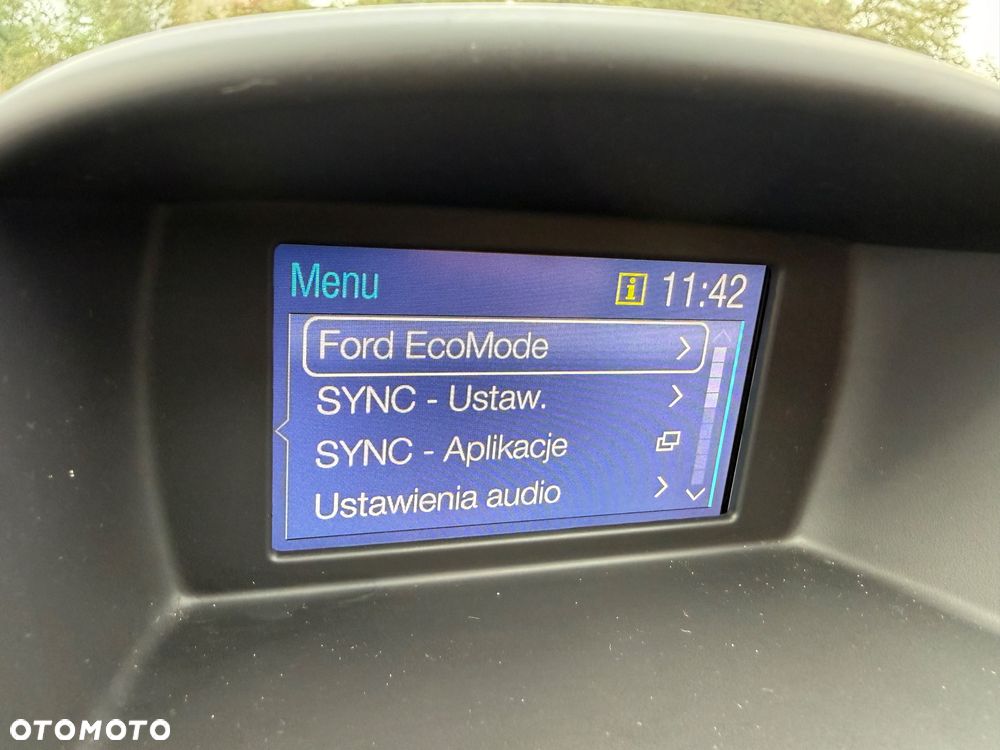 Menu
i 11:42
Ford EcoMode
SYNC - Ustaw.
SYNC - Aplikacje
Ustawienia audio
OTOMOTO